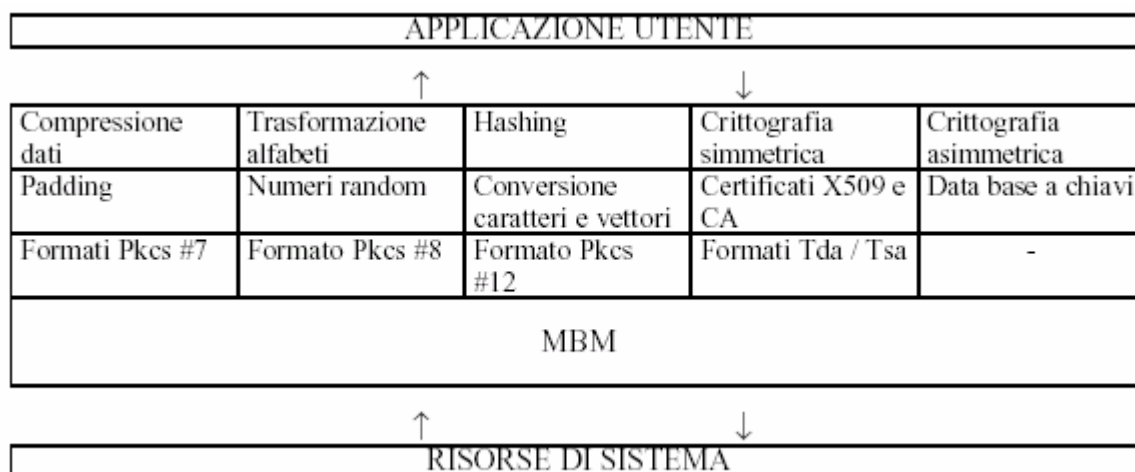 APPLICAZIONE UTENTE
↑ ↓
Compressione dati
Trasformazione alfabeti
Hashing
Crittografia simmetrica
Crittografia asimmetrica
Padding
Numeri random
Conversione caratteri e vettori
Certificati X509 e CA
Data base a chiavi
Formati Pkcs #7
Formato Pkcs #8
Formato Pkcs #12
Formati Tda / Tsa
-
MBM
↑ ↓
RISORSE DI SISTEMA